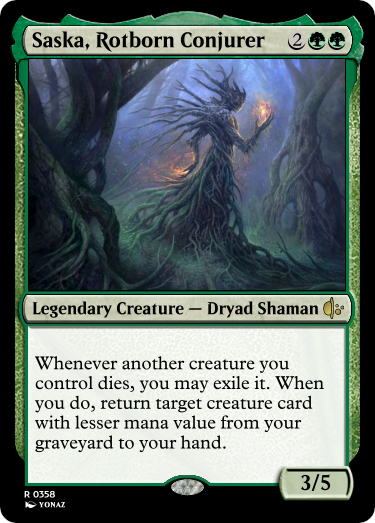 Saska, Rotborn Conjurer 2
Legendary Creature — Dryad Shaman
Whenever another creature you
control dies, you may exile it. When
you do, return target creature card
with lesser mana value from your
graveyard to your hand.
3/5
R 0358
YONAZ